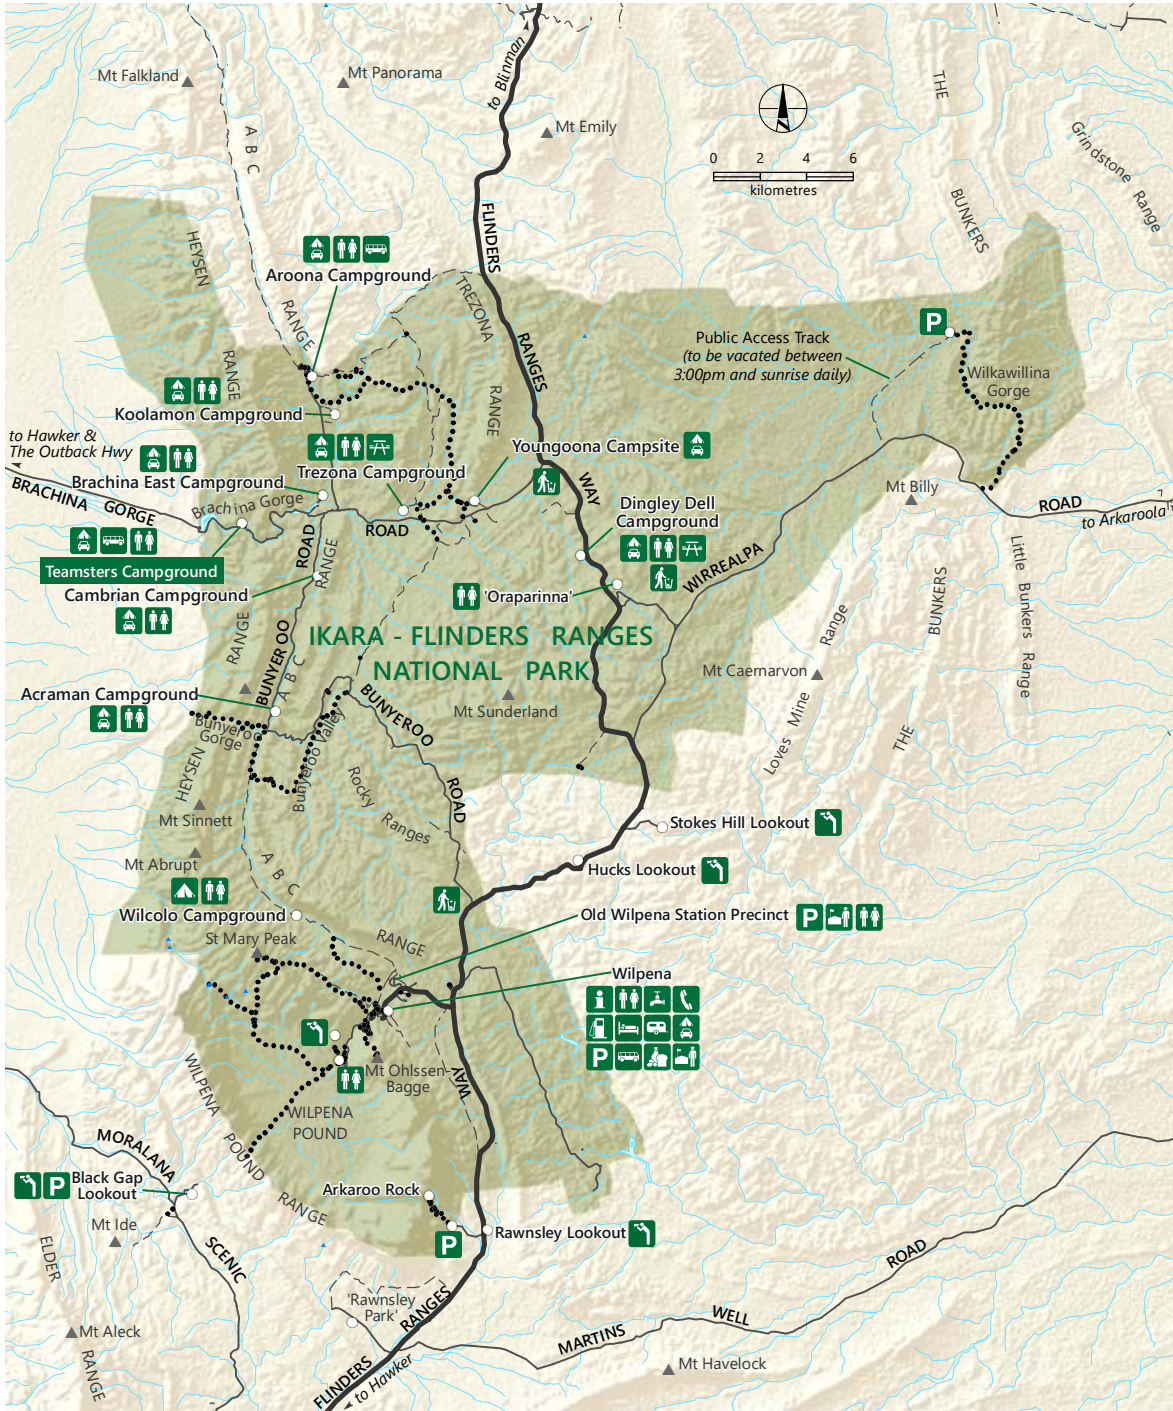 to Blinman
Mt Falkland
Mt Panorama
Mt Emily
ABC
THE
Grindstone Range
0 2 4 6
kilometres
BUNKERS
FLINDERS
HEYSEN
Aroona Campground
RANGE
TREZONA
RANGES
P
Public Access Track
(to be vacated between
3:00pm and sunrise daily)
Wilkawillina
Gorge
RANGE
RANGE
Koolamon Campground
to Hawker &
The Outback Hwy
Youngoona Campsite
Trezona Campground
Brachina East Campground
BRACHINA GORGE
Brachina Gorge
WAY
Mt Billy
ROAD
to Arkaroola
Dingley Dell
Campground
ROAD
ROAD
RANGE
Teamsters Campground
Cambrian Campground
'Oraparinna'
WIRREALPA
Little Bunkers Range
BUNKERS
Range
RANGE
BUNYEROO
IKARA - FLINDERS RANGES
NATIONAL PARK
ABC
Mt Caernarvon
Acraman Campground
Mt Sunderland
BUNYEROO
Bunyeroo
Gorge
Bunyeroo Valley
THE
Loves Mine
HEYSEN
Rocky
Ranges
ROAD
Mt Sinnett
Stokes Hill Lookout
Mt Abrupt
ABC
Hucks Lookout
Wilcolo Campground
Old Wilpena Station Precinct
P
St Mary Peak
RANGE
Wilpena
i
P
Mt Ohlssen-
Bagge
WAY
WILPENA
WILPENA
POUND
POUND
MORALANA
P
Black Gap
Lookout
Arkaroo Rock
RANGE
Mt Ide
Rawnsley Lookout
P
ELDER
SCENIC
ROAD
'Rawnsley
Park'
RANGES
WELL
MARTINS
Mt Aleck
RANGE
FLINDERS
to Hawker
Mt Havelock